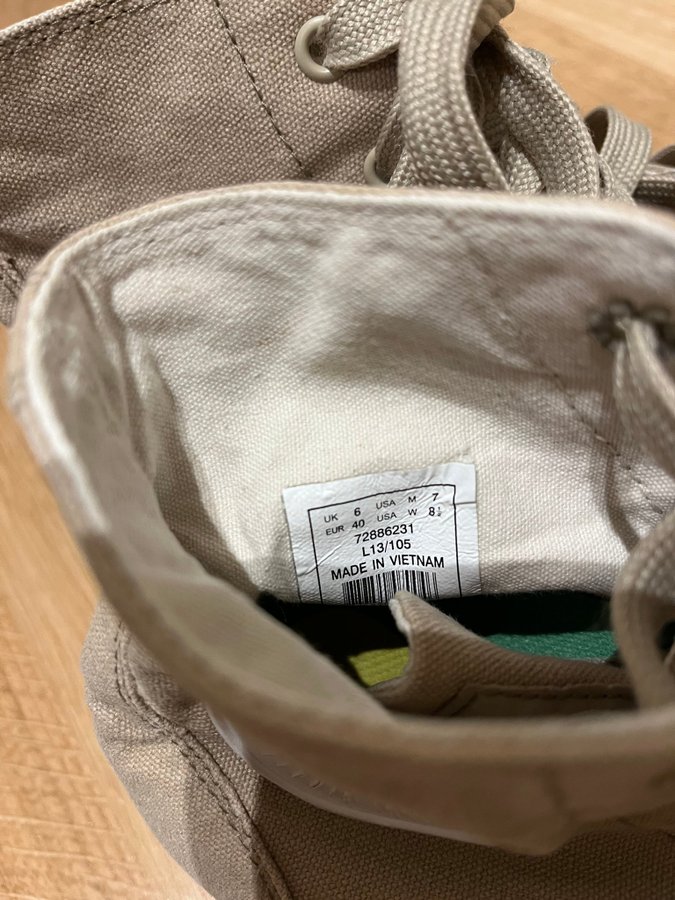 UK 6 USA M 7
EUR 40 USA W 8½
72886231
L13/105
MADE IN VIETNAM